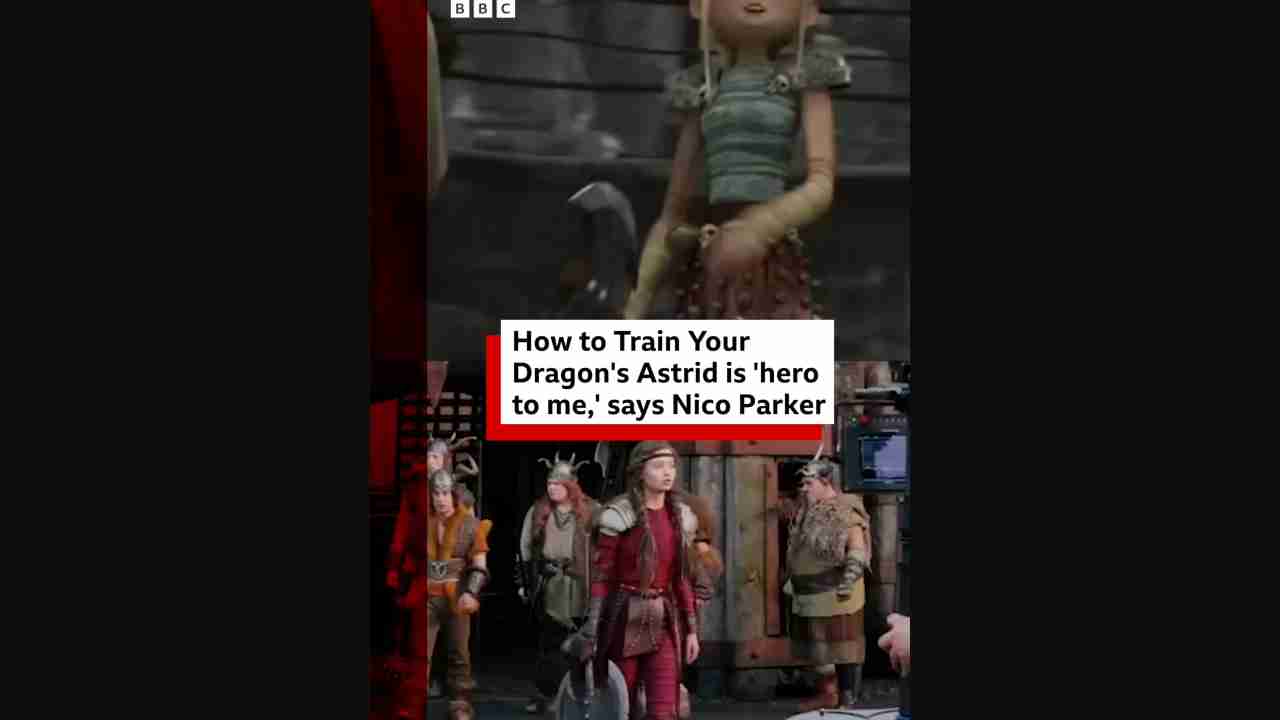 BBC
How to Train Your
Dragon's Astrid is 'hero
to me,' says Nico Parker